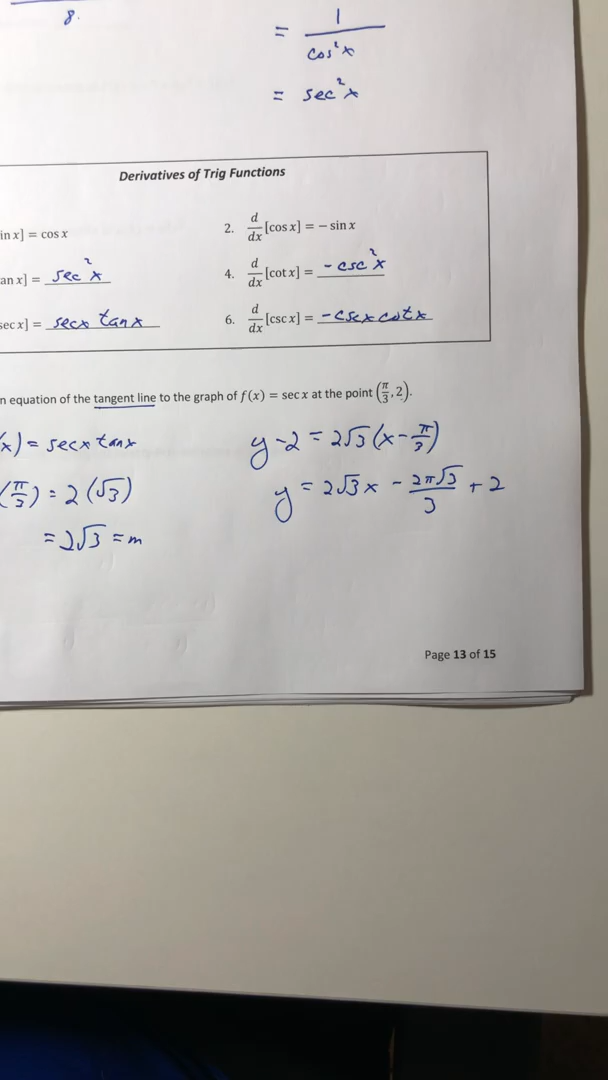 8.
= 1/cos²x
= sec²x
Derivatives of Trig Functions
in x] = cos x
2. d/dx [cos x] = − sin x
an x] = sec²x
4. d/dx [cot x] = -csc²x
sec x] = secx tanx
6. d/dx [csc x] = -cscx cotx
n equation of the tangent line to the graph of f(x) = sec x at the point (π/3, 2).
x) = secx tanx
y-2 = 2√3 (x-π/3)
(π/3) = 2(√3)
y = 2√3x - 2π√3/3 + 2
= 2√3 = m
Page 13 of 15